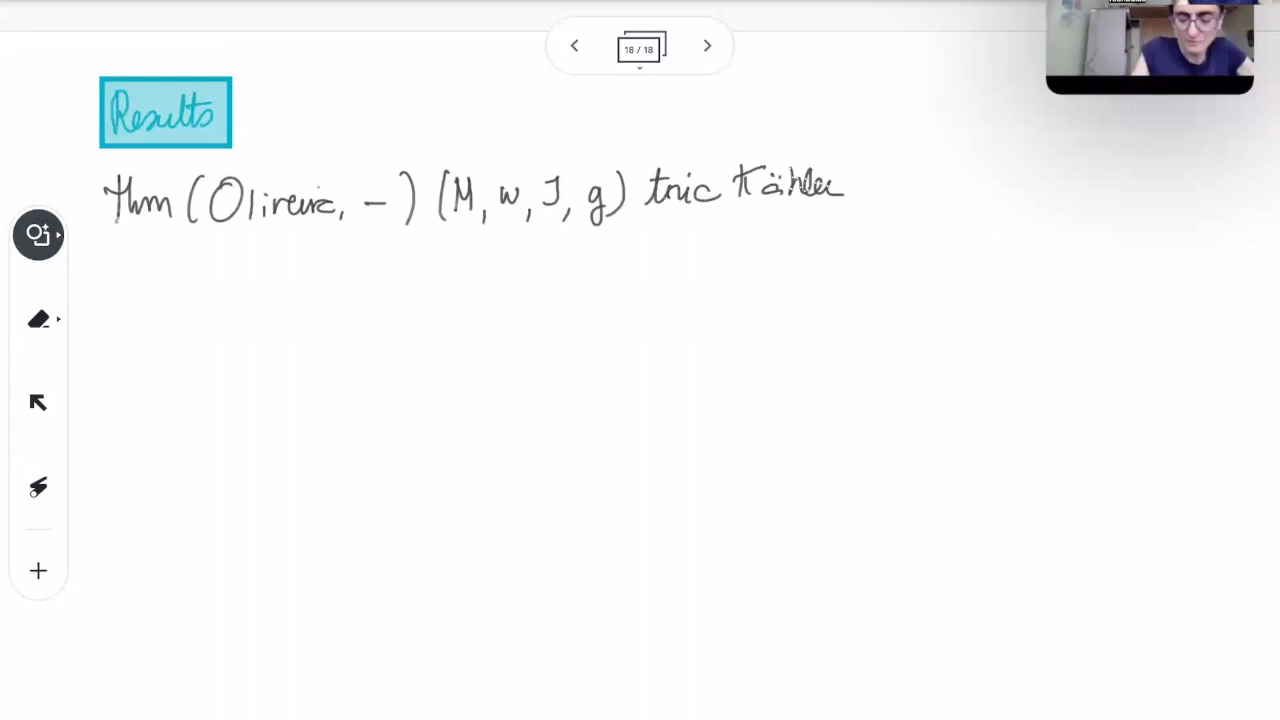 18 / 18
Results
thm (Oliveira, –) (M, w, J, g) toric Kähler